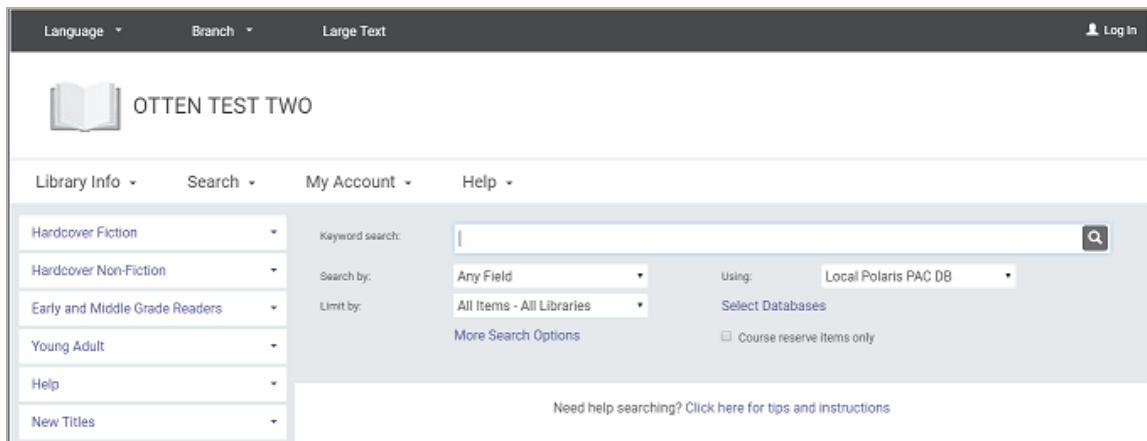 Language Branch Large Text Log In
OTTEN TEST TWO
Library Info Search My Account Help
Hardcover Fiction
Hardcover Non-Fiction
Early and Middle Grade Readers
Young Adult
Help
New Titles
Keyword search:
Search by: Any Field Using: Local Polaris PAC DB
Limit by: All Items - All Libraries Select Databases
More Search Options Course reserve items only
Need help searching? Click here for tips and instructions